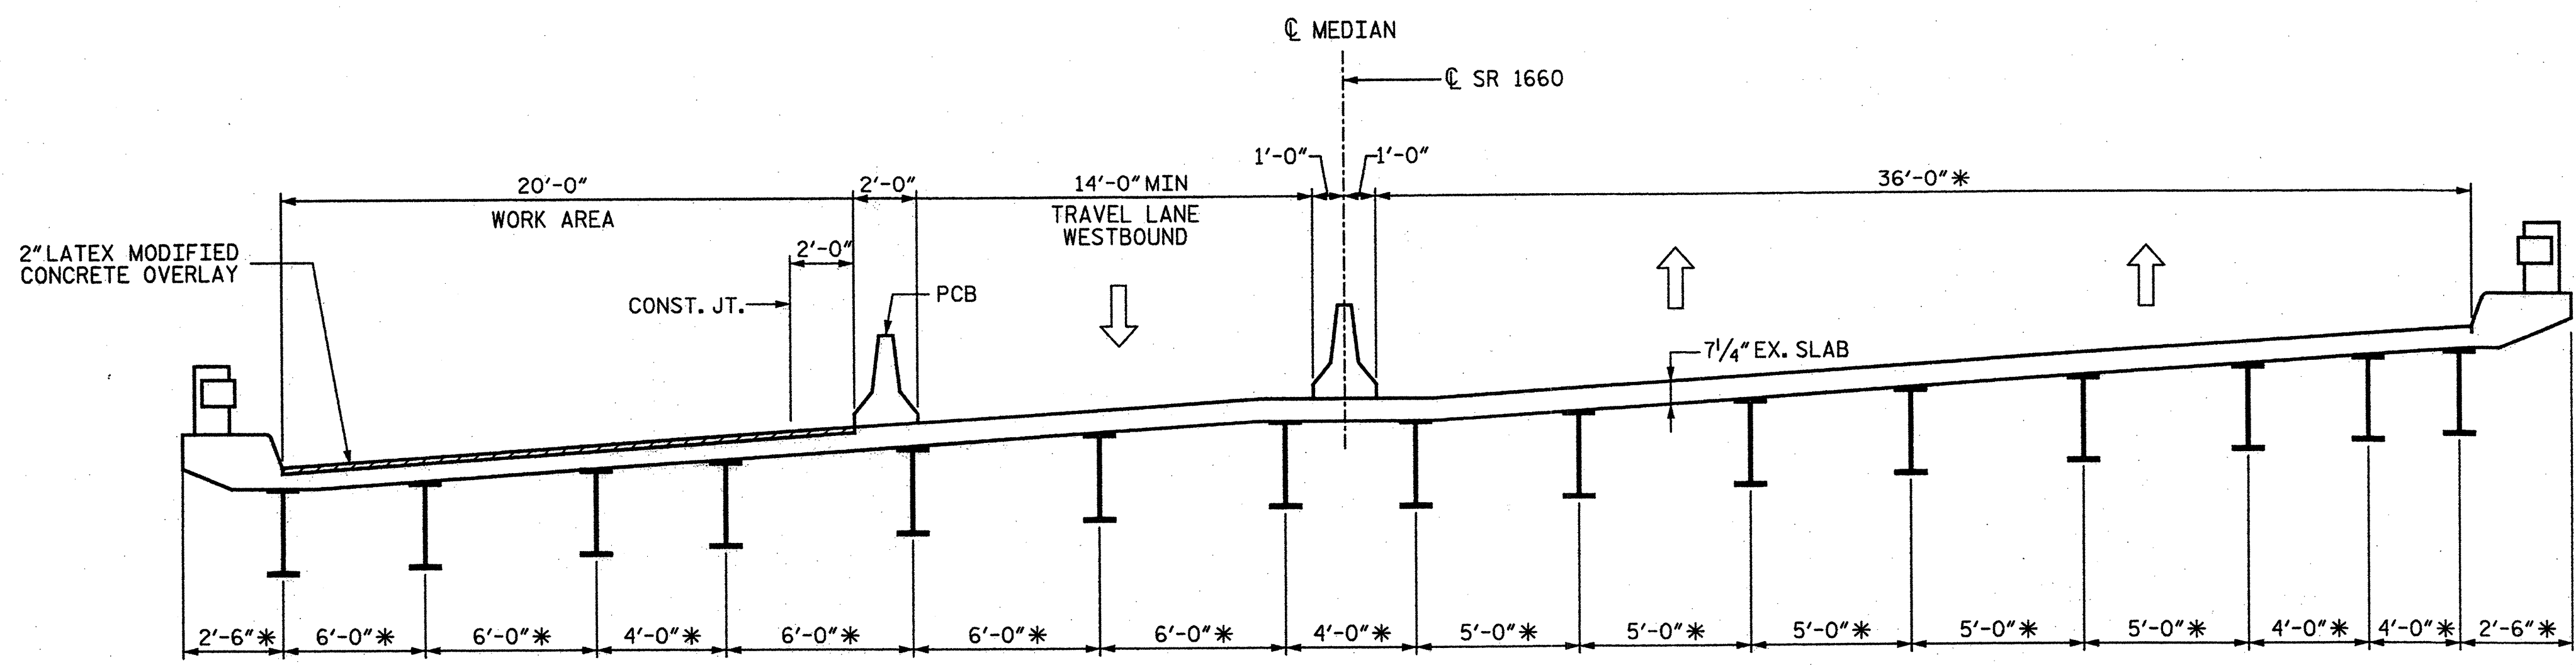 ℄ MEDIAN
℄ SR 1660
1'-0" 1'-0"
20'-0" 2'-0" 14'-0" MIN 36'-0"*
WORK AREA TRAVEL LANE
WESTBOUND
2" LATEX MODIFIED
CONCRETE OVERLAY
2'-0"
CONST. JT.
PCB
7 1/4" EX. SLAB
2'-6"* 6'-0"* 6'-0"* 4'-0"* 6'-0"* 6'-0"* 6'-0"* 4'-0"* 5'-0"* 5'-0"* 5'-0"* 5'-0"* 5'-0"* 4'-0"* 4'-0"* 2'-6"*